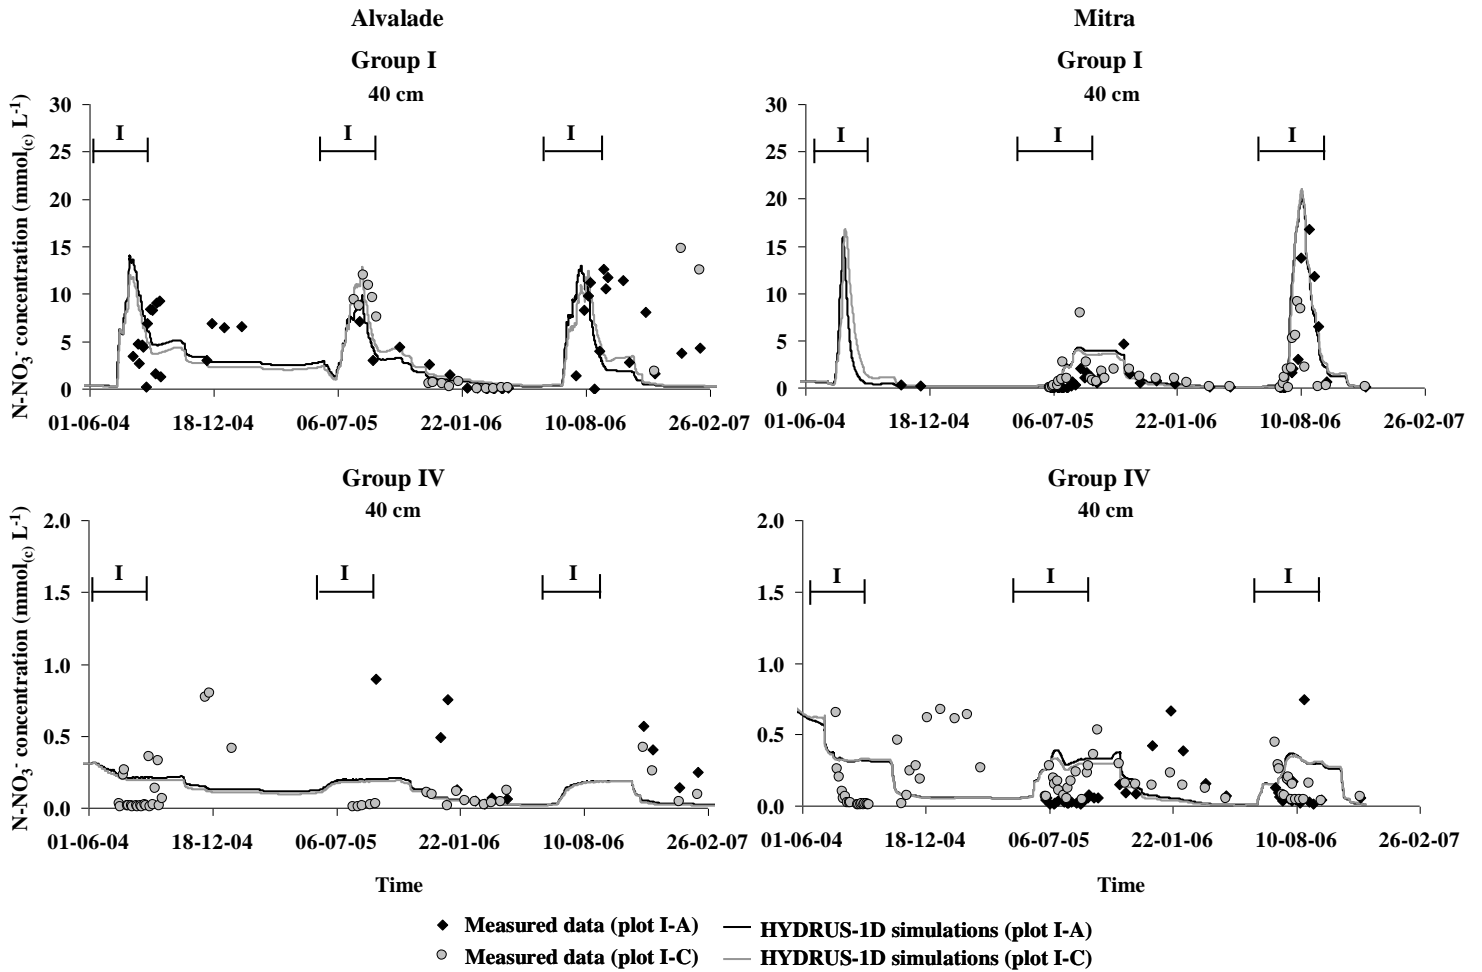 Alvalade
Group I
40 cm
N-NO3- concentration (mmol(c) L-1)
30
25
20
15
10
5
0
I I I
01-06-04 18-12-04 06-07-05 22-01-06 10-08-06 26-02-07
Mitra
Group I
40 cm
30
25
20
15
10
5
0
I I I
01-06-04 18-12-04 06-07-05 22-01-06 10-08-06 26-02-07
Group IV
40 cm
N-NO3- concentration (mmol(c) L-1)
2.0
1.5
1.0
0.5
0.0
I I I
01-06-04 18-12-04 06-07-05 22-01-06 10-08-06 26-02-07
Time
Group IV
40 cm
2.0
1.5
1.0
0.5
0.0
I I I
01-06-04 18-12-04 06-07-05 22-01-06 10-08-06 26-02-07
Time
Measured data (plot I-A) HYDRUS-1D simulations (plot I-A)
Measured data (plot I-C) HYDRUS-1D simulations (plot I-C)